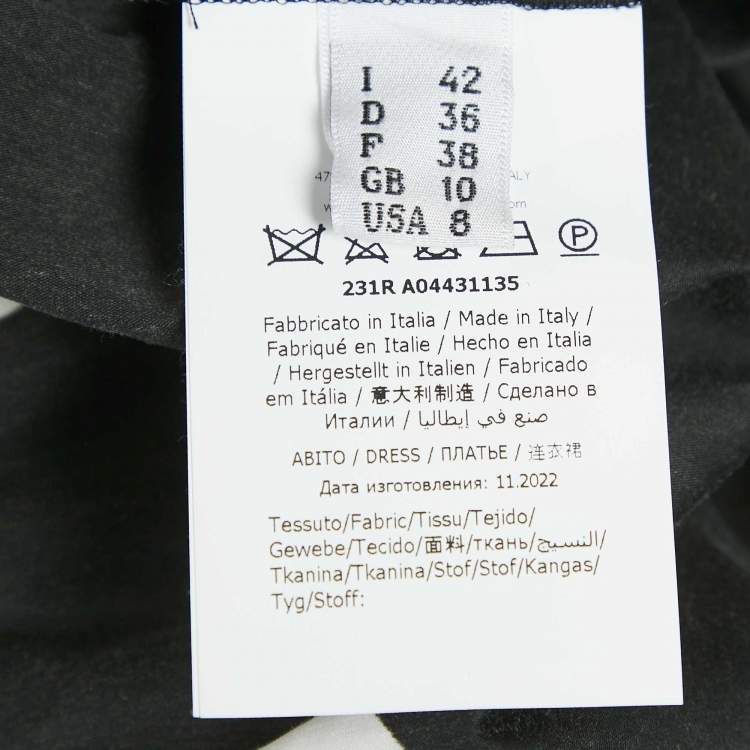 I 42
D 36
F 38
GB 10
USA 8
ALY
P
231R A04431135
Fabbricato in Italia / Made in Italy /
Fabriqué en Italie / Hecho en Italia
/ Hergestellt in Italien / Fabricado
em Itália / 意大利制造 / Сделано в
Италии / صنع في إيطاليا
ABITO / DRESS / ПЛАТЬЕ / 连衣裙
Дата изготовления: 11.2022
Tessuto/Fabric/Tissu/Tejido/
Gewebe/Tecido/面料/ткань/النسيج/
Tkanina/Tkanina/Stof/Stof/Kangas/
Tyg/Stoff: